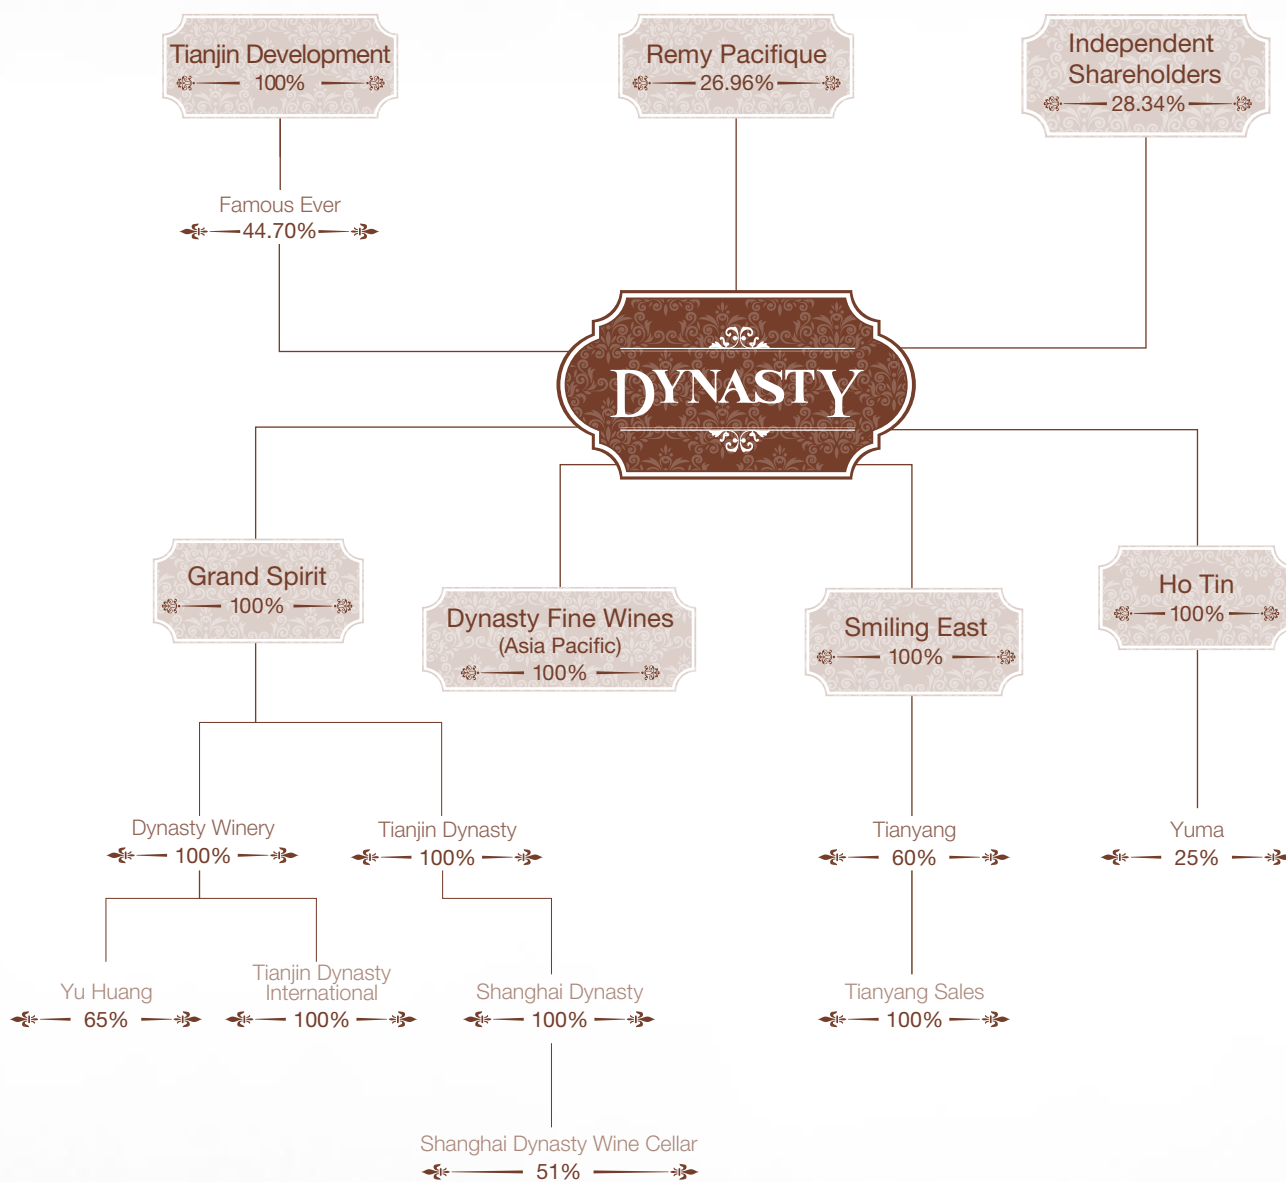 Tianjin Development
100%
Remy Pacifique
26.96%
Independent
Shareholders
28.34%
Famous Ever
44.70%
DYNASTY
Grand Spirit
100%
Dynasty Fine Wines
(Asia Pacific)
100%
Smiling East
100%
Ho Tin
100%
Dynasty Winery
100%
Tianjin Dynasty
100%
Tianyang
60%
Yuma
25%
Yu Huang
65%
Tianjin Dynasty
International
100%
Shanghai Dynasty
100%
Tianyang Sales
100%
Shanghai Dynasty Wine Cellar
51%